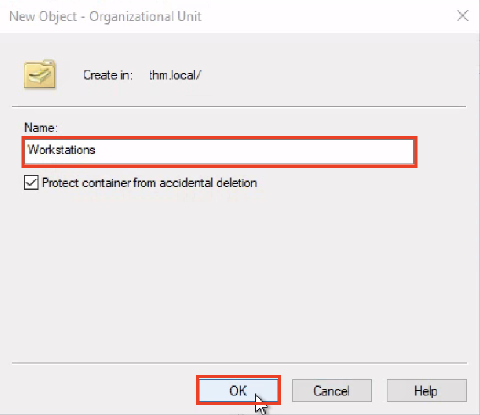 New Object - Organizational Unit
Create in: thm.local/
Name:
Workstations
Protect container from accidental deletion
OK Cancel Help